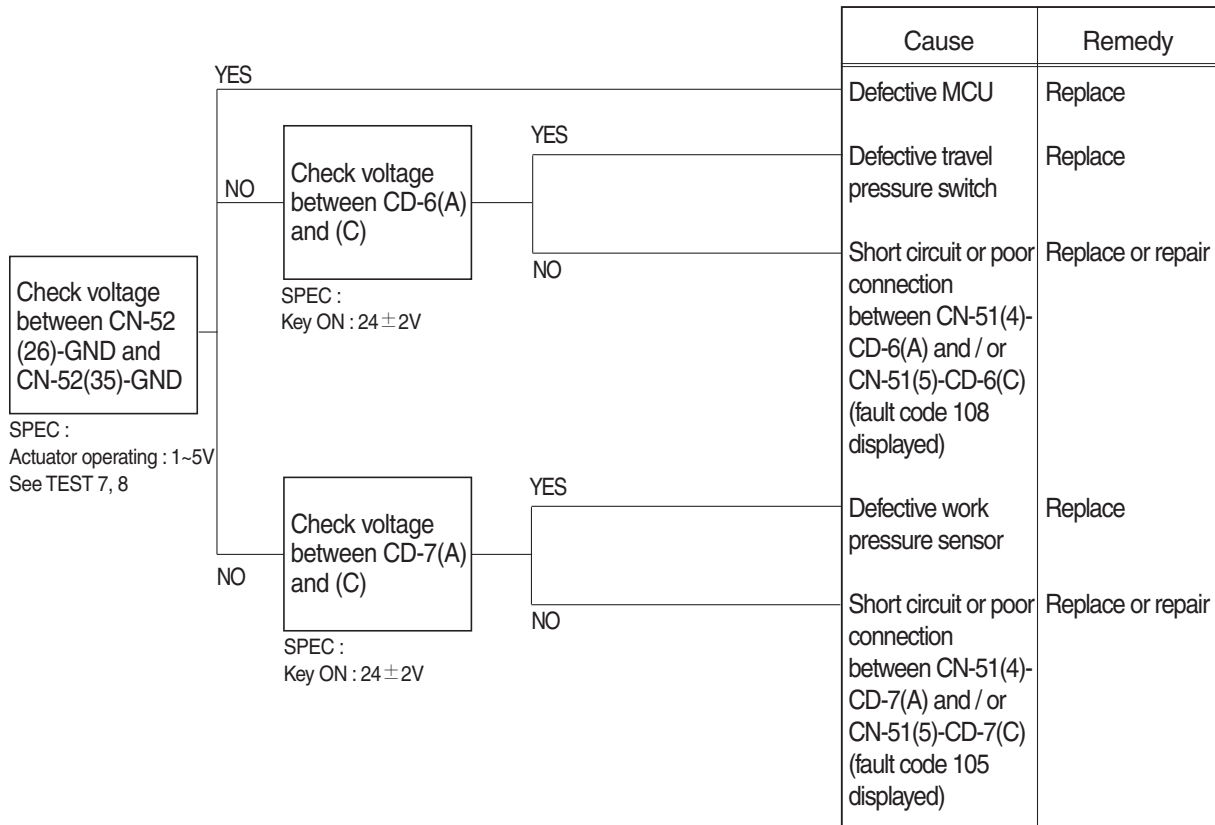 Cause
Remedy
YES
Defective MCU
Replace
YES
Defective travel
pressure switch
Replace
NO
Check voltage
between CD-6(A)
and (C)
SPEC :
Key ON : 24±2V
NO
Short circuit or poor
connection
between CN-51(4)-
CD-6(A) and / or
CN-51(5)-CD-6(C)
(fault code 108
displayed)
Replace or repair
Check voltage
between CN-52
(26)-GND and
CN-52(35)-GND
SPEC :
Actuator operating : 1~5V
See TEST 7, 8
YES
Defective work
pressure sensor
Replace
Check voltage
between CD-7(A)
and (C)
NO
SPEC :
Key ON : 24±2V
NO
Short circuit or poor
connection
between CN-51(4)-
CD-7(A) and / or
CN-51(5)-CD-7(C)
(fault code 105
displayed)
Replace or repair